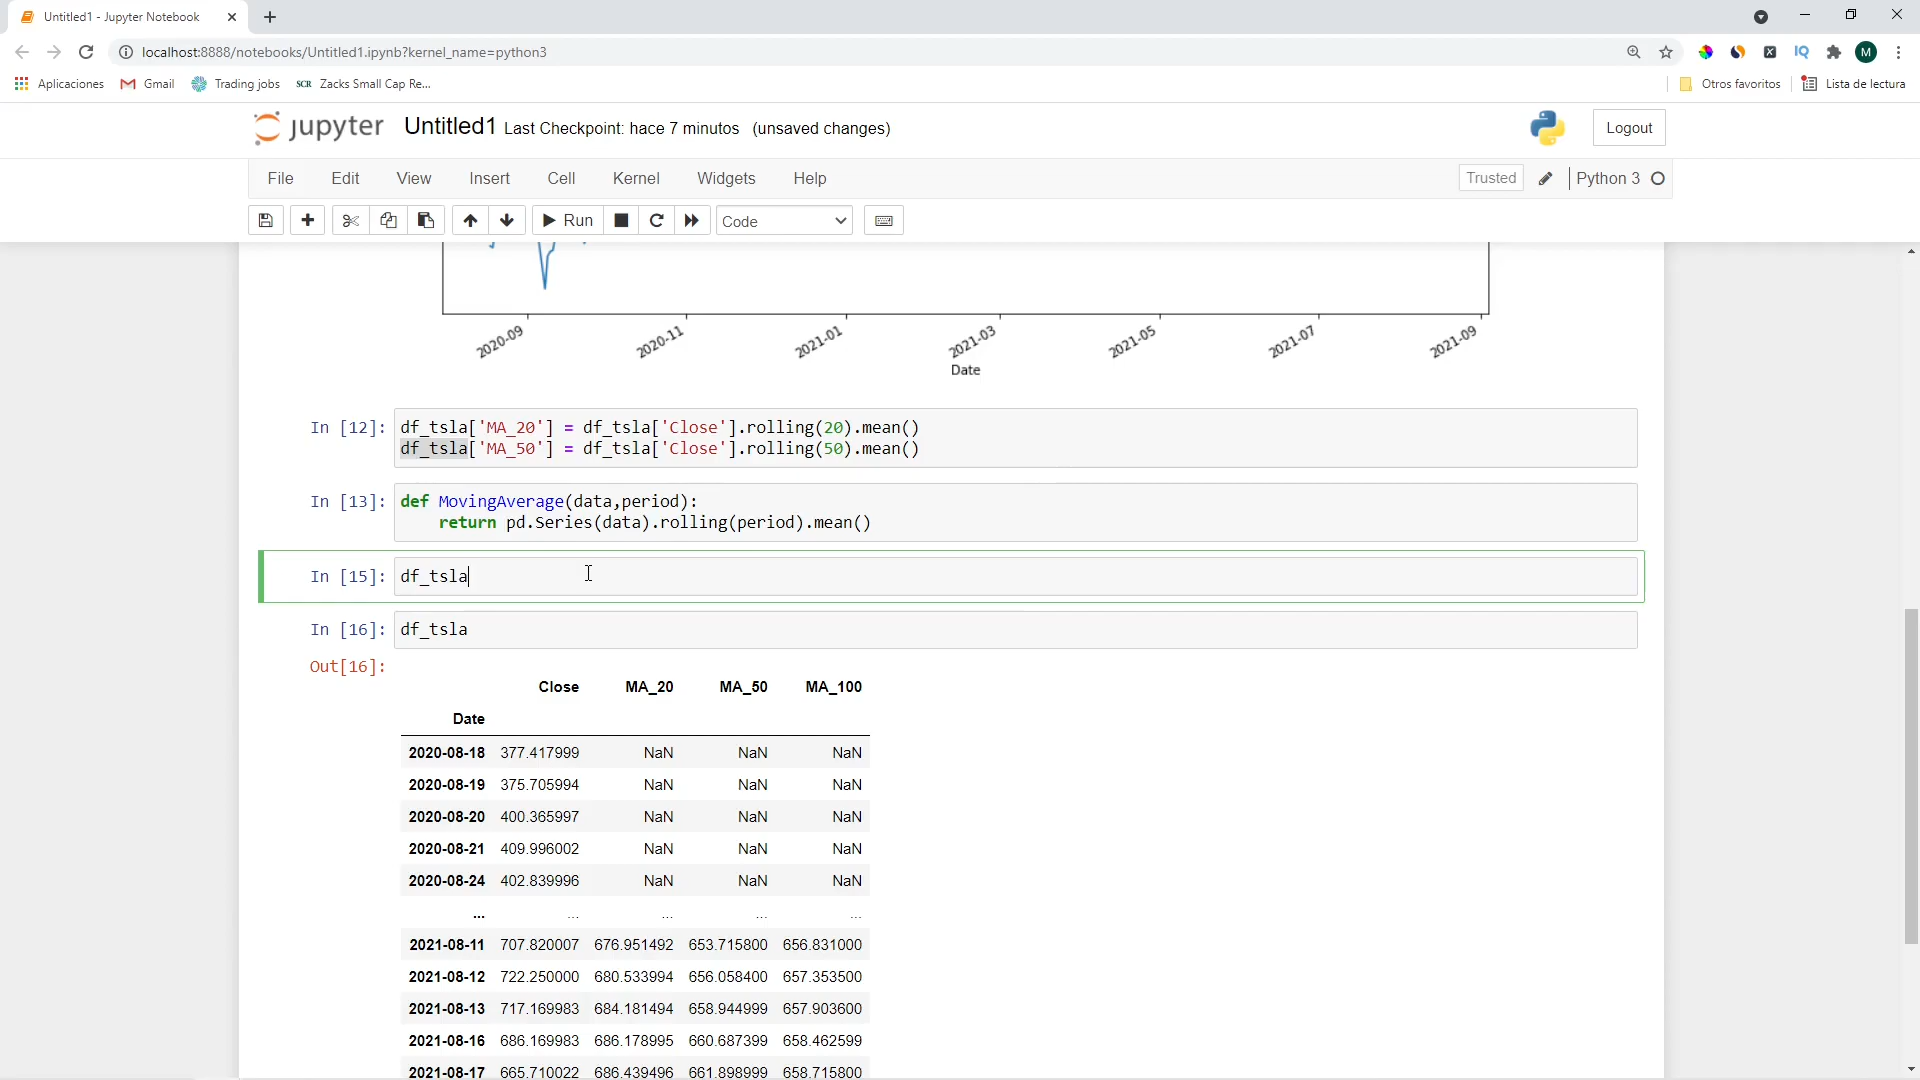 Untitled1 - Jupyter Notebook
localhost:8888/notebooks/Untitled1.ipynb?kernel_name=python3
M
Aplicaciones
Gmail
Trading jobs
SCR Zacks Small Cap Re...
Otros favoritos
Lista de lectura
jupyter Untitled1 Last Checkpoint: hace 7 minutos (unsaved changes)
Logout
File Edit View Insert Cell Kernel Widgets Help
Trusted Python 3
Run Code
2020-09 2020-11 2021-01 2021-03 2021-05 2021-07 2021-09
Date
In [12]: df_tsla['MA_20'] = df_tsla['Close'].rolling(20).mean()
df_tsla['MA_50'] = df_tsla['Close'].rolling(50).mean()
In [13]: def MovingAverage(data,period):
return pd.Series(data).rolling(period).mean()
In [15]: df_tsla
In [16]: df_tsla
Out[16]:
Close MA_20 MA_50 MA_100
Date
2020-08-18 377.417999 NaN NaN NaN
2020-08-19 375.705994 NaN NaN NaN
2020-08-20 400.365997 NaN NaN NaN
2020-08-21 409.996002 NaN NaN NaN
2020-08-24 402.839996 NaN NaN NaN
... ... ... ... ...
2021-08-11 707.820007 676.951492 653.715800 656.831000
2021-08-12 722.250000 680.533994 656.058400 657.353500
2021-08-13 717.169983 684.181494 658.944999 657.903600
2021-08-16 686.169983 686.178995 660.687399 658.462599
2021-08-17 665.710022 686.439496 661.898999 658.715800